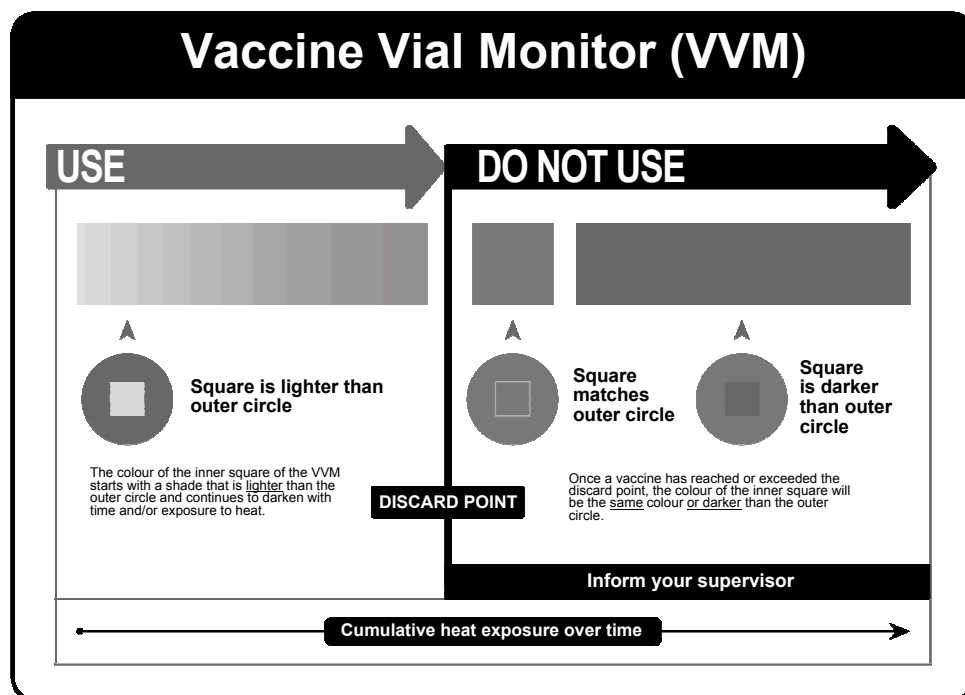 Vaccine Vial Monitor (VVM)
USE
DO NOT USE
Square is lighter than
outer circle
Square
matches
outer circle
Square
is darker
than outer
circle
The colour of the inner square of the VVM
starts with a shade that is lighter than the
outer circle and continues to darken with
time and/or exposure to heat.
DISCARD POINT
Once a vaccine has reached or exceeded the
discard point, the colour of the inner square will
be the same colour or darker than the outer
circle.
Inform your supervisor
Cumulative heat exposure over time